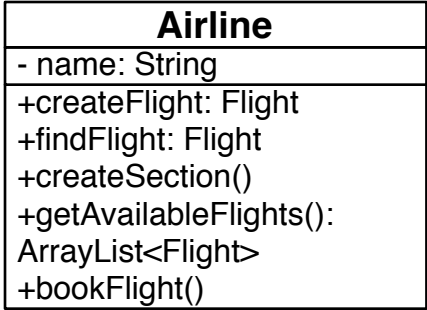 Airline
- name: String
+createFlight: Flight
+findFlight: Flight
+createSection()
+getAvailableFlights():
ArrayList<Flight>
+bookFlight()